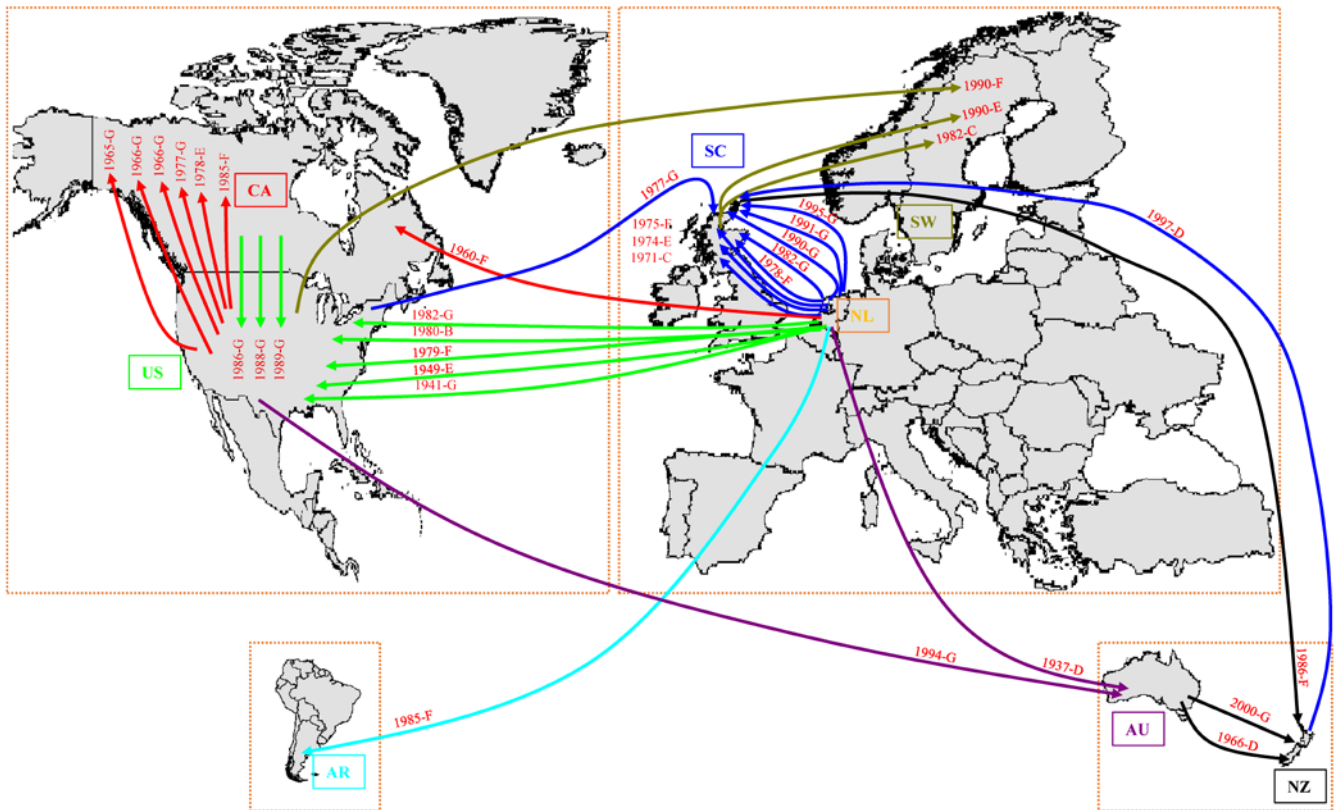 1965-G
1966-G
1966-G
1977-G
1978-E
1985-F
CA
1986-G
1988-G
1989-G
US
1960-F
1982-G
1980-B
1979-F
1949-E
1941-G
1977-G
SC
1990-F
1990-E
1982-C
SW
1975-F
1974-E
1971-C
1995-G
1991-G
1990-G
1982-G
1978-F
NL
1997-D
1994-G
1937-D
1985-F
AR
AU
2000-G
1966-D
1986-F
NZ